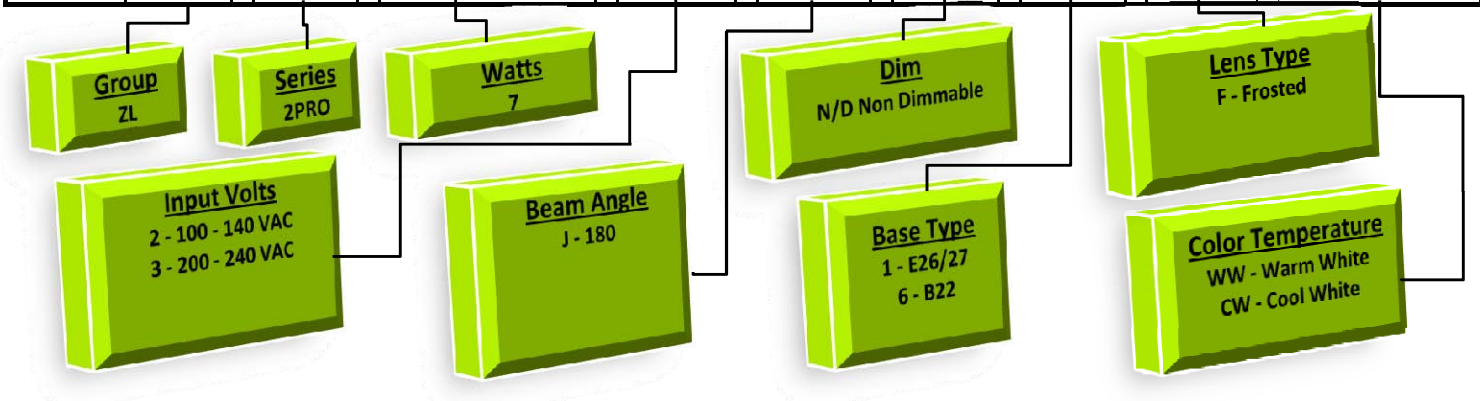 Group
ZL
Series
2PRO
Watts
7
Dim
N/D Non Dimmable
Lens Type
F - Frosted
Input Volts
2 - 100 - 140 VAC
3 - 200 - 240 VAC
Beam Angle
J - 180
Base Type
1 - E26/27
6 - B22
Color Temperature
WW - Warm White
CW - Cool White